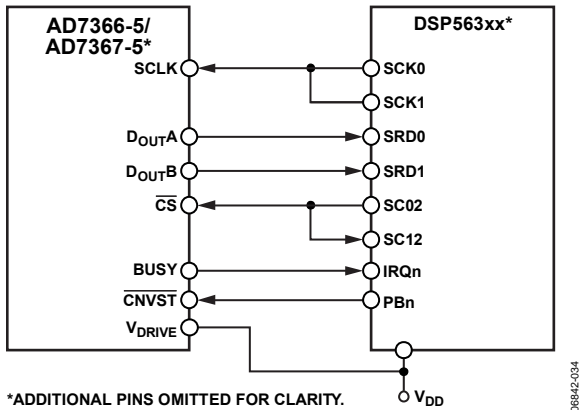 AD7366-5/
AD7367-5*
DSP563xx*
SCLK
SCK0
SCK1
DOUTA
SRD0
DOUTB
SRD1
CS
SC02
SC12
BUSY
IRQn
CNVST
PBn
VDRIVE
*ADDITIONAL PINS OMITTED FOR CLARITY.
VDD
06842-034